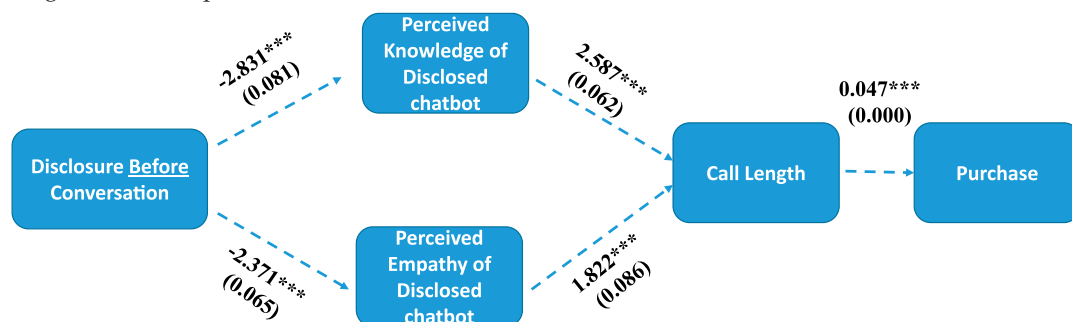 Perceived
Knowledge of
Disclosed
chatbot
-2.831***
(0.081)
2.587***
(0.062)
0.047***
(0.000)
Disclosure Before
Conversation
Call Length
Purchase
Perceived
Empathy of
Disclosed
chatbot
-2.371***
(0.065)
1.822***
(0.086)